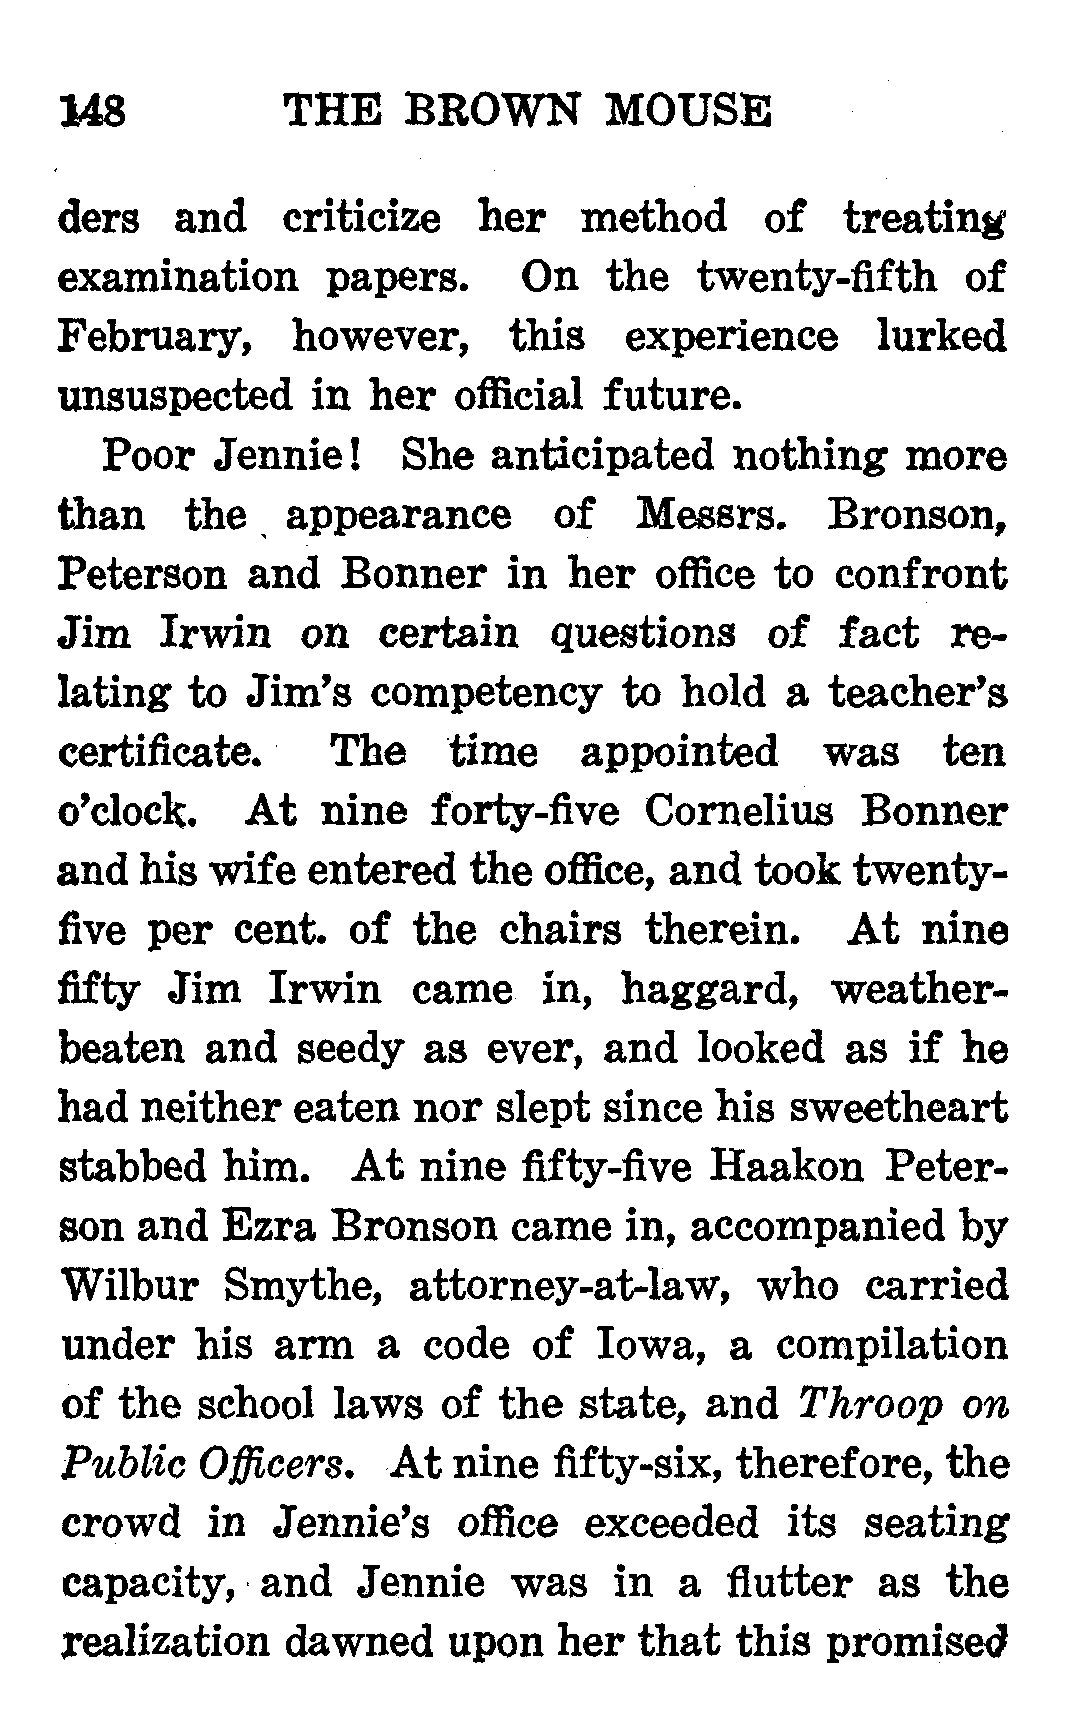 148 THE BROWN MOUSE
ders and criticize her method of treating
examination papers. On the twenty-fifth of
February, however, this experience lurked
unsuspected in her official future.
Poor Jennie! She anticipated nothing more
than the appearance of Messrs. Bronson,
Peterson and Bonner in her office to confront
Jim Irwin on certain questions of fact re-
lating to Jim's competency to hold a teacher's
certificate. The time appointed was ten
o'clock. At nine forty-five Cornelius Bonner
and his wife entered the office, and took twenty-
five per cent. of the chairs therein. At nine
fifty Jim Irwin came in, haggard, weather-
beaten and seedy as ever, and looked as if he
had neither eaten nor slept since his sweetheart
stabbed him. At nine fifty-five Haakon Peter-
son and Ezra Bronson came in, accompanied by
Wilbur Smythe, attorney-at-law, who carried
under his arm a code of Iowa, a compilation
of the school laws of the state, and Throop on
Public Officers. At nine fifty-six, therefore, the
crowd in Jennie's office exceeded its seating
capacity, and Jennie was in a flutter as the
realization dawned upon her that this promised